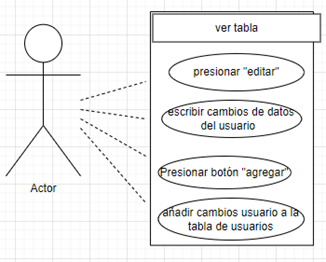 ver tabla
presionar "editar"
escribir cambios de datos
del usuario
Presionar botón "agregar"
añadir cambios usuario a la
tabla de usuarios
Actor